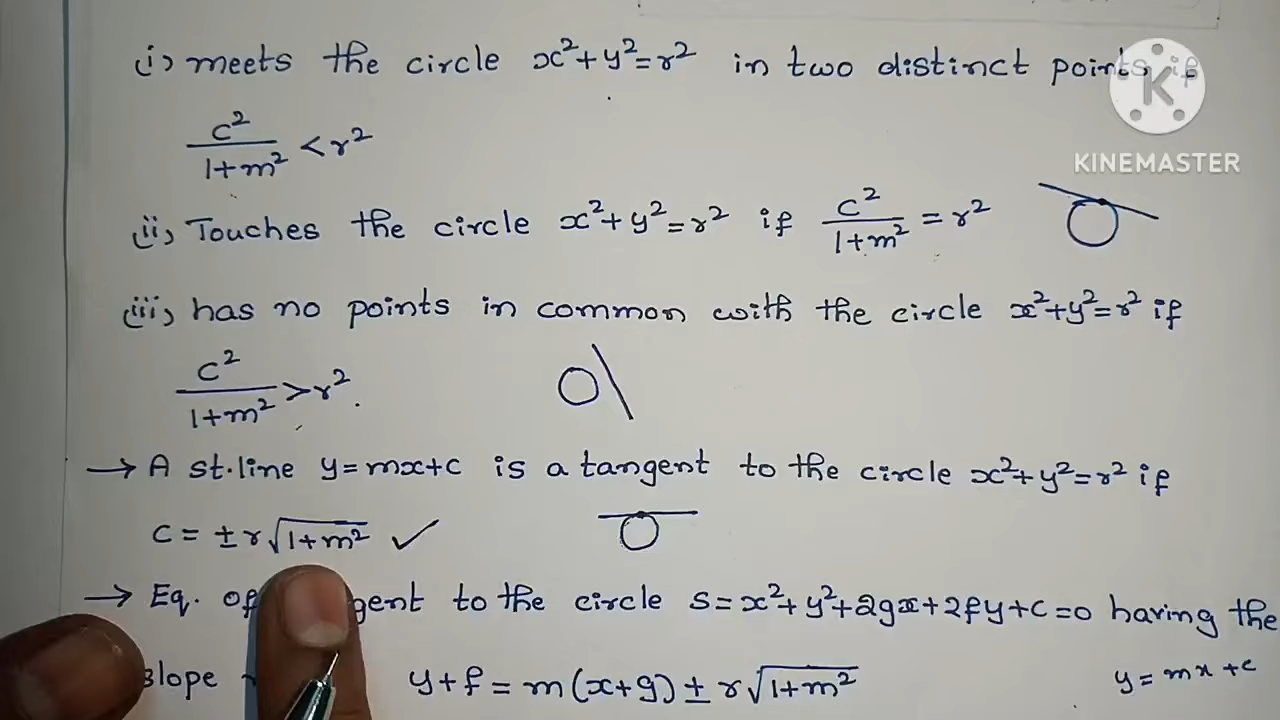 (i) meets the circle x²+y²=r² in two distinct points if
c²/1+m² < r²
(ii) Touches the circle x²+y²=r² if c²/1+m² = r²
(iii) has no points in common with the circle x²+y²=r² if
c²/1+m² > r².
→ A st.line y=mx+c is a tangent to the circle x²+y²=r² if
c = ±r√1+m² ✓
→ Eq. of to the circle S=x²+y²+2gx+2fy+c=0 having the
slope y+f = m(x+g) ± r√1+m²
y = mx + c
K
KINEMASTER